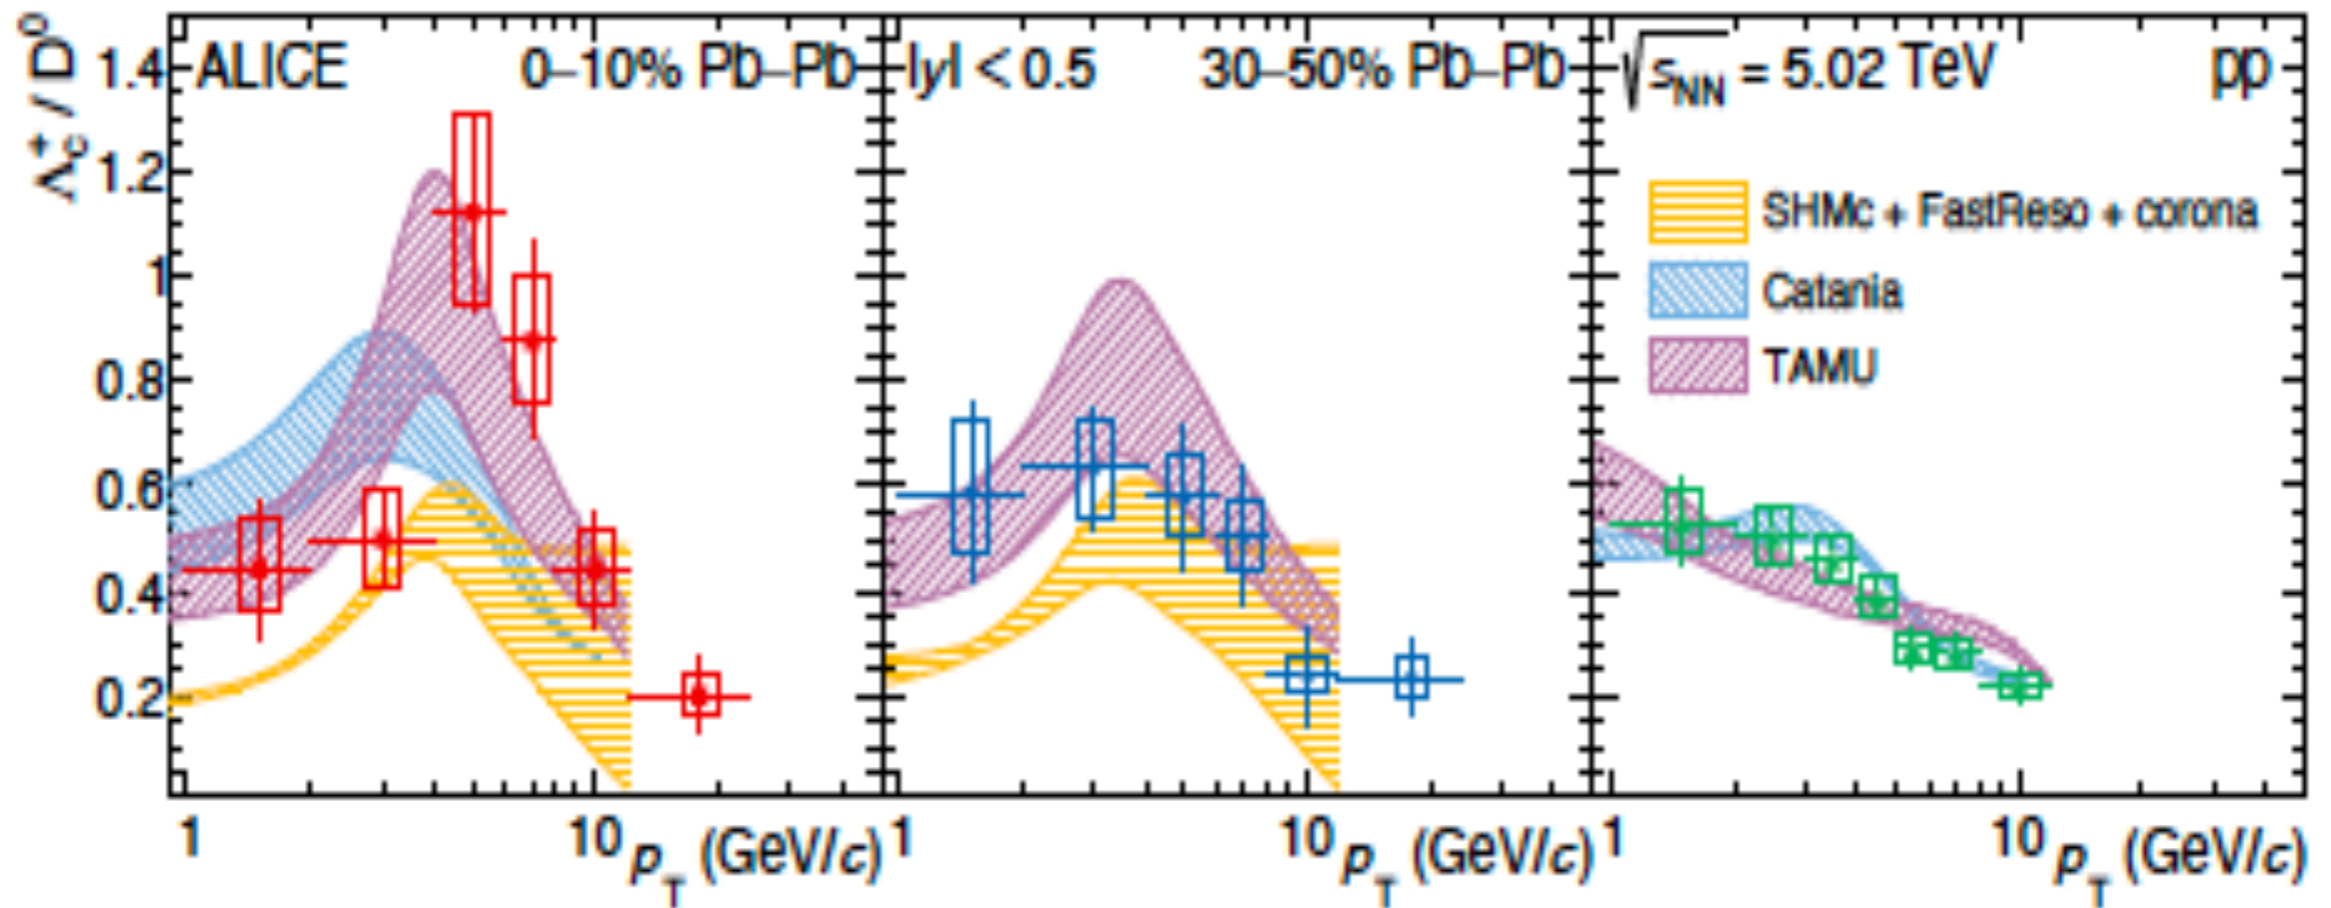 Λc+ / D0
1.4
1.2
1
0.8
0.6
0.4
0.2
ALICE
0–10% Pb–Pb
|y| < 0.5
30–50% Pb–Pb
√sNN = 5.02 TeV
pp
SHMc + FastReso + corona
Catania
TAMU
1
10
pT (GeV/c)
1
10
pT (GeV/c)
1
10
pT (GeV/c)